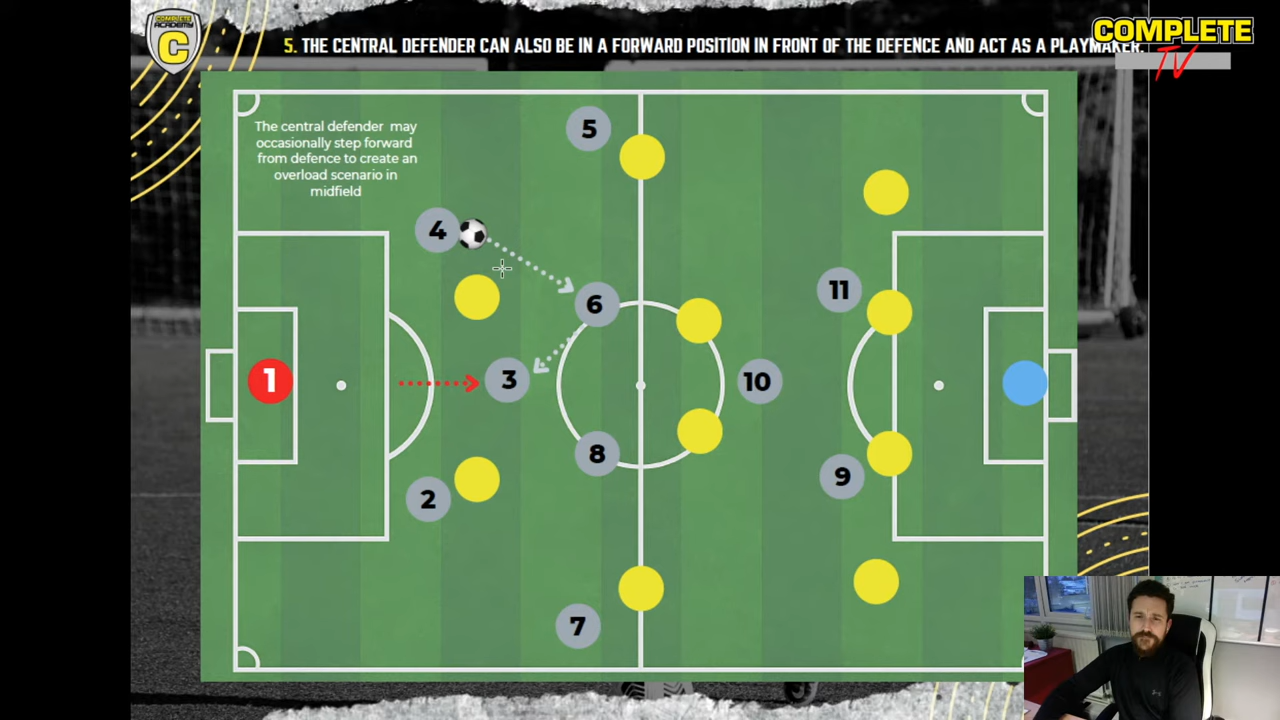 COMPLETE
ACADEMY
C
5. THE CENTRAL DEFENDER CAN ALSO BE IN A FORWARD POSITION IN FRONT OF THE DEFENCE AND ACT AS A PLAYMAKER.
COMPLETE
TV
The central defender may
occasionally step forward
from defence to create an
overload scenario in
midfield
5
4
6
11
1
3
10
8
9
2
7